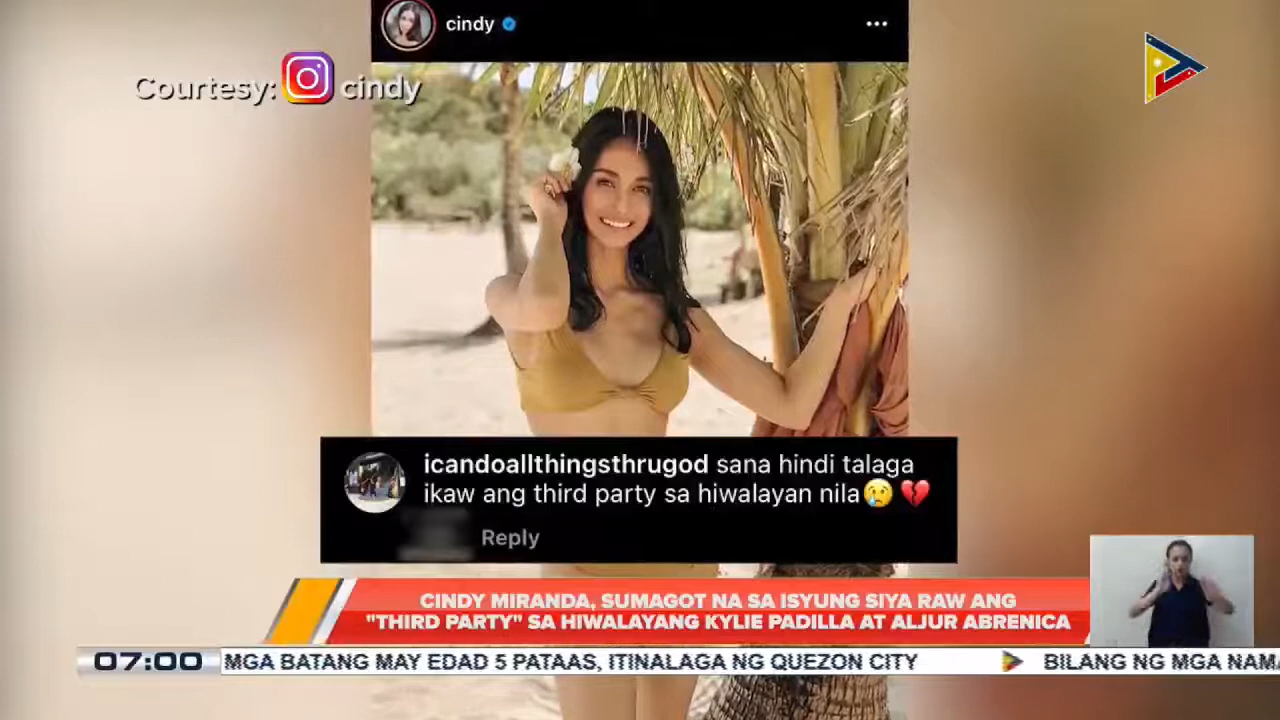 cindy
Courtesy: cindy
icandoallthingsthrugod sana hindi talaga
ikaw ang third party sa hiwalayan nila😢 💔
Reply
CINDY MIRANDA, SUMAGOT NA SA ISYUNG SIYA RAW ANG
"THIRD PARTY" SA HIWALAYANG KYLIE PADILLA AT ALJUR ABRENICA
07:00 MGA BATANG MAY EDAD 5 PATAAS, ITINALAGA NG QUEZON CITY BILANG NG MGA NAMA